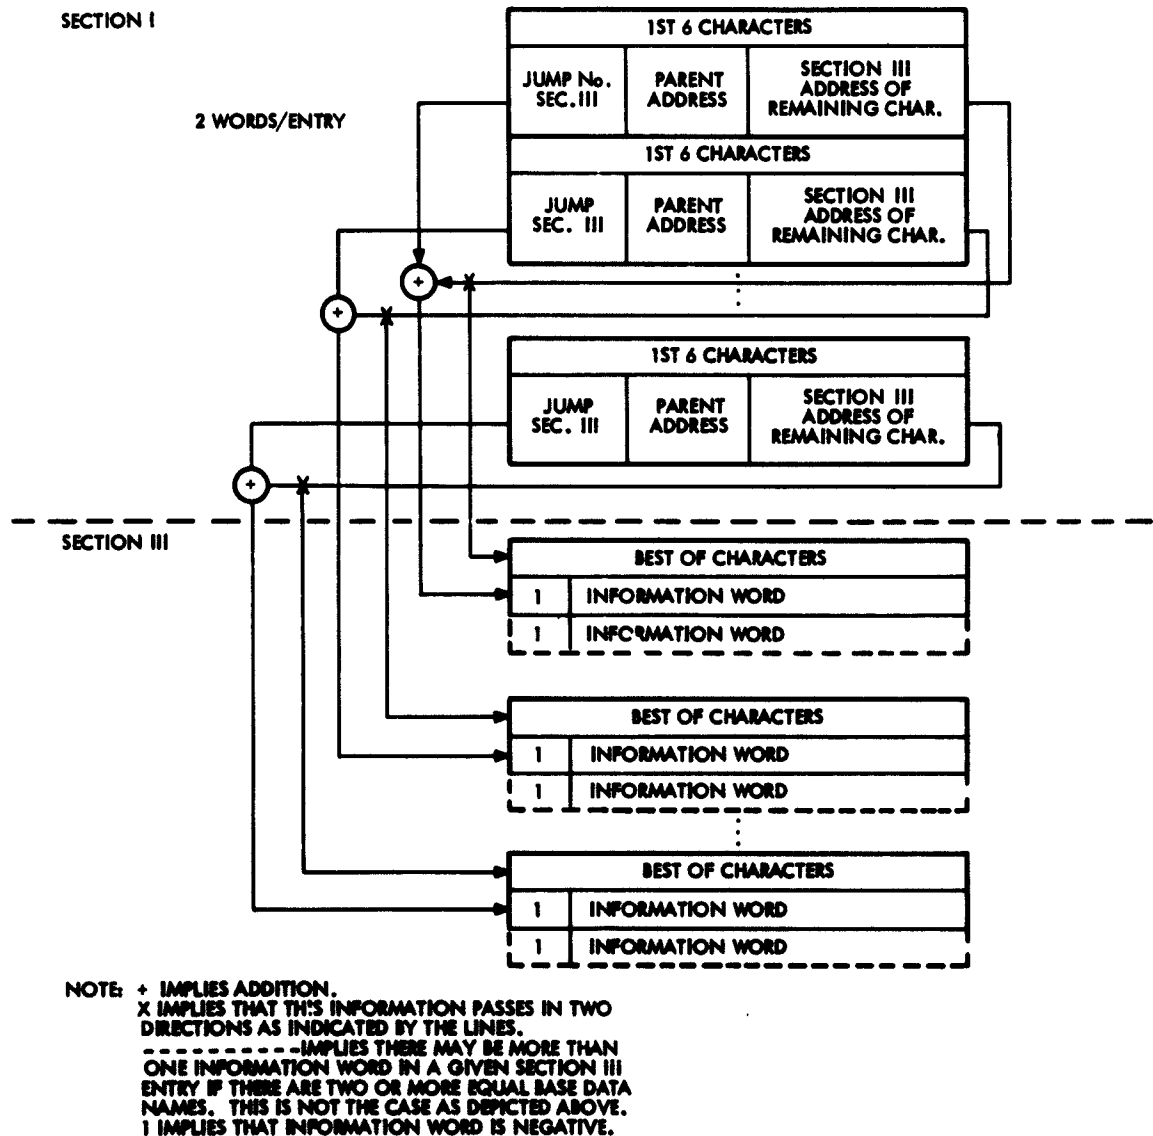 SECTION I
1ST 6 CHARACTERS
JUMP No.
SEC. III
PARENT
ADDRESS
SECTION III
ADDRESS OF
REMAINING CHAR.
2 WORDS/ENTRY
1ST 6 CHARACTERS
JUMP
SEC. III
PARENT
ADDRESS
SECTION III
ADDRESS OF
REMAINING CHAR.
+
X
+
X
1ST 6 CHARACTERS
JUMP
SEC. III
PARENT
ADDRESS
SECTION III
ADDRESS OF
REMAINING CHAR.
+
X
SECTION III
BEST OF CHARACTERS
1 INFORMATION WORD
1 INFORMATION WORD
BEST OF CHARACTERS
1 INFORMATION WORD
1 INFORMATION WORD
BEST OF CHARACTERS
1 INFORMATION WORD
1 INFORMATION WORD
NOTE: + IMPLIES ADDITION.
X IMPLIES THAT TH'S INFORMATION PASSES IN TWO
DIRECTIONS AS INDICATED BY THE LINES.
-----------IMPLIES THERE MAY BE MORE THAN
ONE INFORMATION WORD IN A GIVEN SECTION III
ENTRY IF THERE ARE TWO OR MORE EQUAL BASE DATA
NAMES. THIS IS NOT THE CASE AS DEPICTED ABOVE.
1 IMPLIES THAT INFORMATION WORD IS NEGATIVE.